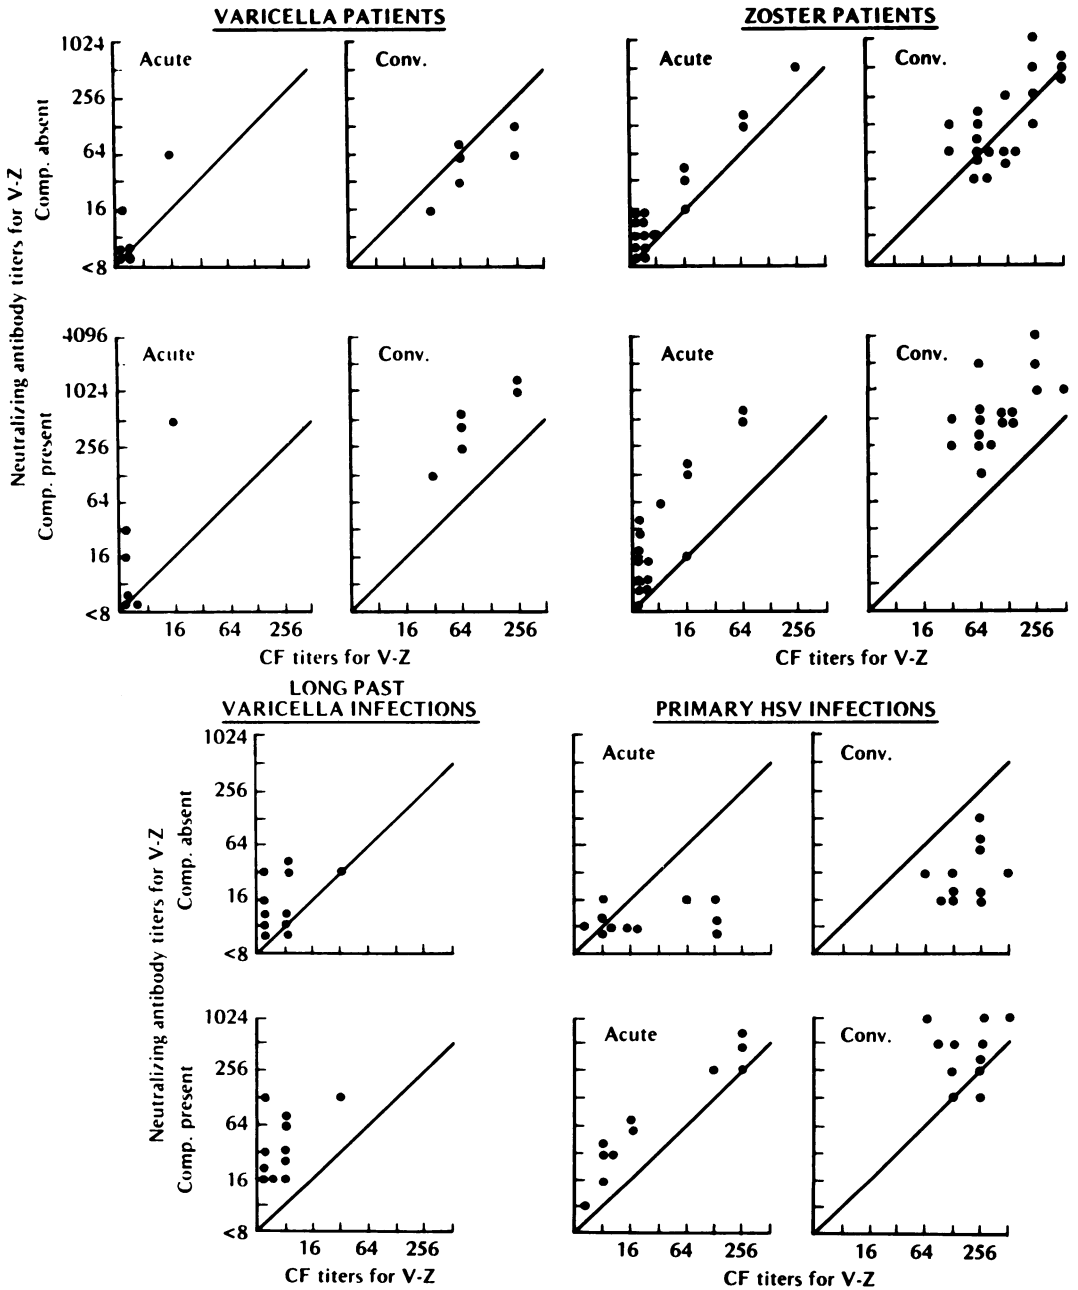 VARICELLA PATIENTS
ZOSTER PATIENTS
Neutralizing antibody titers for V-Z
Comp. absent
1024
256
64
16
<8
Acute
Conv.
Acute
Conv.
Comp. present
4096
1024
256
64
16
<8
Acute
Conv.
Acute
Conv.
16 64 256
16 64 256
16 64 256
16 64 256
CF titers for V-Z
CF titers for V-Z
LONG PAST
VARICELLA INFECTIONS
PRIMARY HSV INFECTIONS
Neutralizing antibody titers for V-Z
Comp. absent
1024
256
64
16
<8
Acute
Conv.
Comp. present
1024
256
64
16
<8
Acute
Conv.
16 64 256
16 64 256
64 256
CF titers for V-Z
CF titers for V-Z